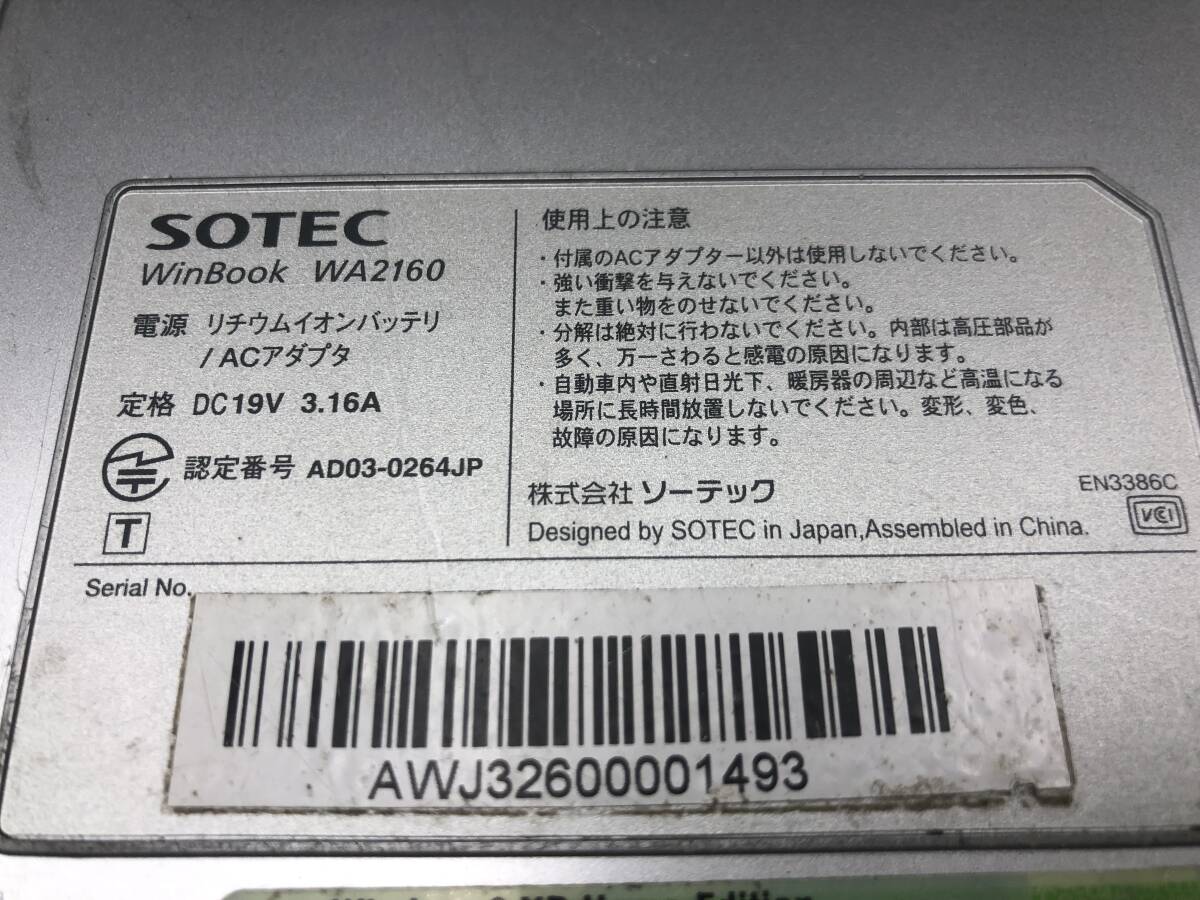 SOTEC
WinBook WA2160
電源 リチウムイオンバッテリ
/ ACアダプタ
定格 DC19V 3.16A
認定番号 AD03-0264JP
T
使用上の注意
・付属のACアダプター以外は使用しないでください。
・強い衝撃を与えないでください。
また重い物をのせないでください。
・分解は絶対に行わないでください。内部は高圧部品が
多く、万一さわると感電の原因になります。
・自動車内や直射日光下、暖房器の周辺など高温になる
場所に長時間放置しないでください。変形、変色、
故障の原因になります。
株式会社 ソーテック
EN3386C
Designed by SOTEC in Japan,Assembled in China.
VCI
Serial No.
AWJ32600001493
XP Home Edition